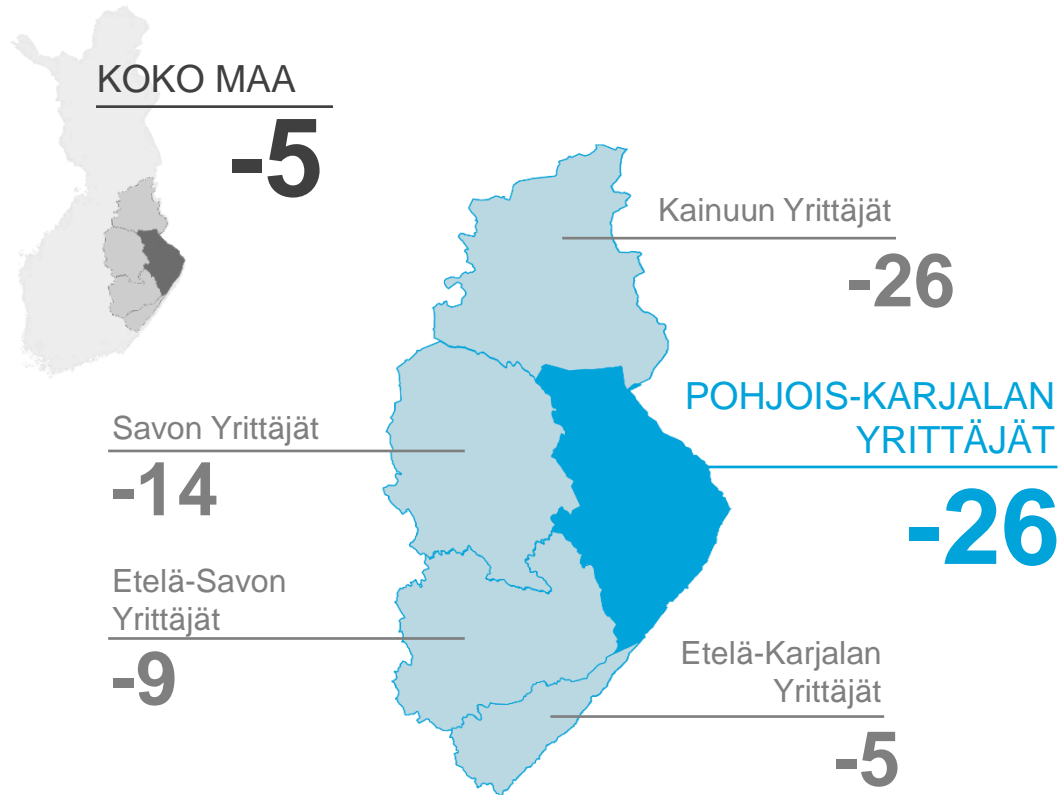 KOKO MAA
-5
Kainuun Yrittäjät
-26
POHJOIS-KARJALAN
YRITTÄJÄT
-26
Savon Yrittäjät
-14
Etelä-Savon
Yrittäjät
-9
Etelä-Karjalan
Yrittäjät
-5